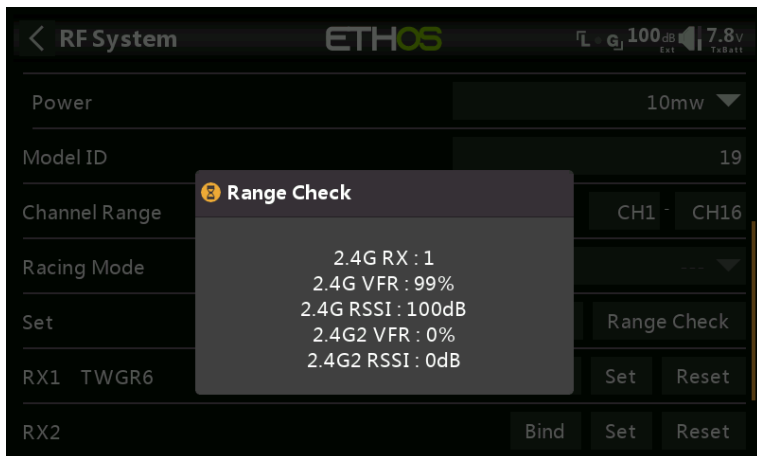 RF System
ETHOS
L G 100dB Ext 7.8v TxBatt
Power 10mw
Model ID 19
Range Check
Channel Range CH1 - CH16
2.4G RX : 1
2.4G VFR : 99%
Racing Mode ---
2.4G RSSI : 100dB
Set Range Check
2.4G2 VFR : 0%
2.4G2 RSSI : 0dB
RX1 TWGR6 Set Reset
RX2 Bind Set Reset